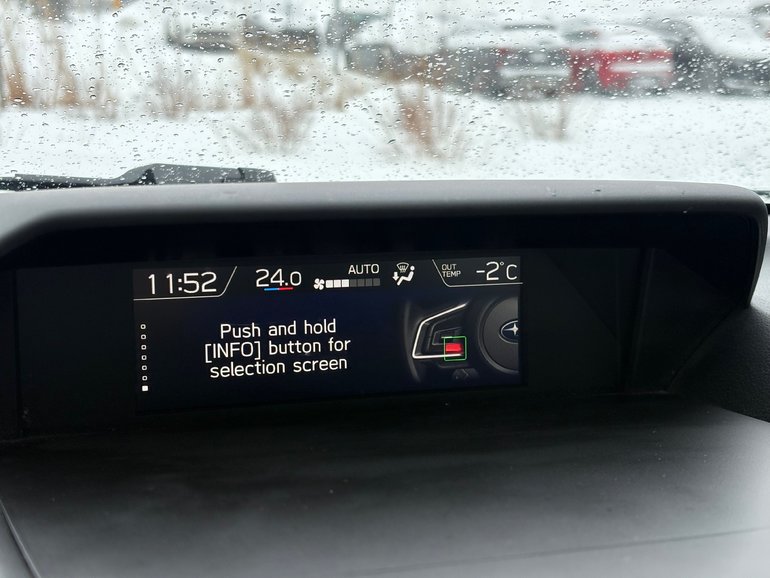 11:52 24.0 AUTO OUT TEMP -2°C
Push and hold
[INFO] button for
selection screen